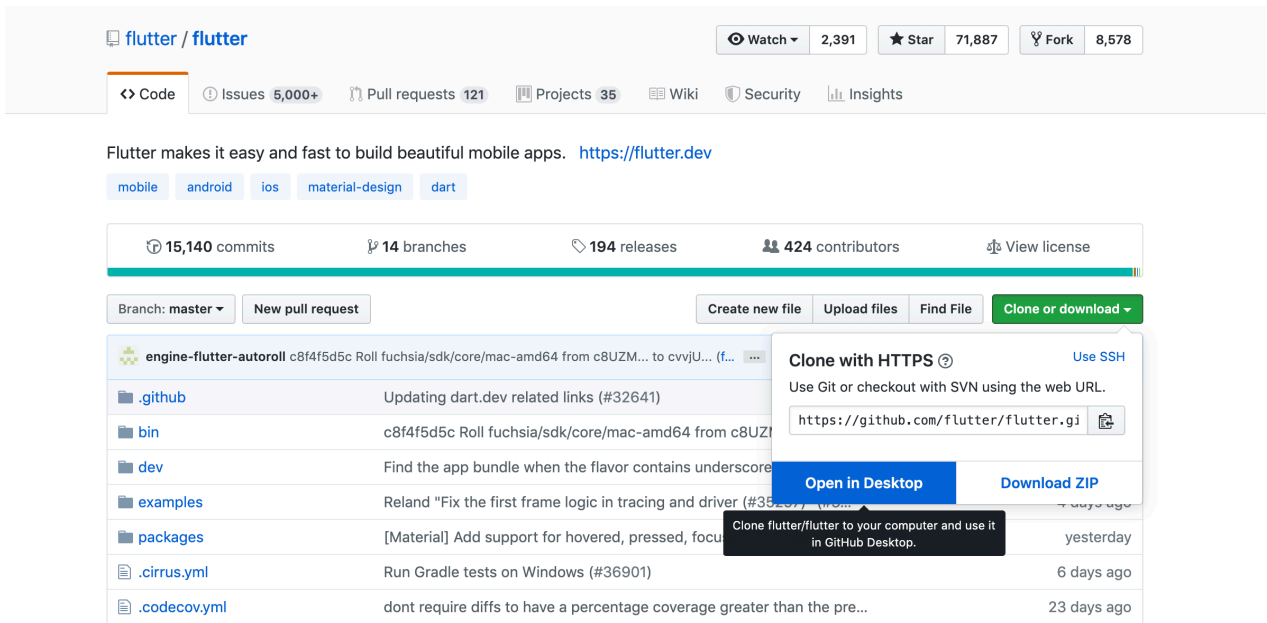 flutter / flutter
Watch 2,391 Star 71,887 Fork 8,578
Code Issues 5,000+ Pull requests 121 Projects 35 Wiki Security Insights
Flutter makes it easy and fast to build beautiful mobile apps. https://flutter.dev
mobile android ios material-design dart
15,140 commits 14 branches 194 releases 424 contributors View license
Branch: master New pull request Create new file Upload files Find File Clone or download
engine-flutter-autoroll c8f4f5d5c Roll fuchsia/sdk/core/mac-amd64 from c8UZM... to cvvjU... (f... ...
Clone with HTTPS Use SSH
Use Git or checkout with SVN using the web URL.
https://github.com/flutter/flutter.gi
Open in Desktop Download ZIP
Clone flutter/flutter to your computer and use it
in GitHub Desktop.
.github Updating dart.dev related links (#32641)
bin c8f4f5d5c Roll fuchsia/sdk/core/mac-amd64 from c8UZ
dev Find the app bundle when the flavor contains underscore
examples Reland "Fix the first frame logic in tracing and driver 4 days ago
packages [Material] Add support for hovered, pressed, focu yesterday
.cirrus.yml Run Gradle tests on Windows (#36901) 6 days ago
.codecov.yml dont require diffs to have a percentage coverage greater than the pre... 23 days ago